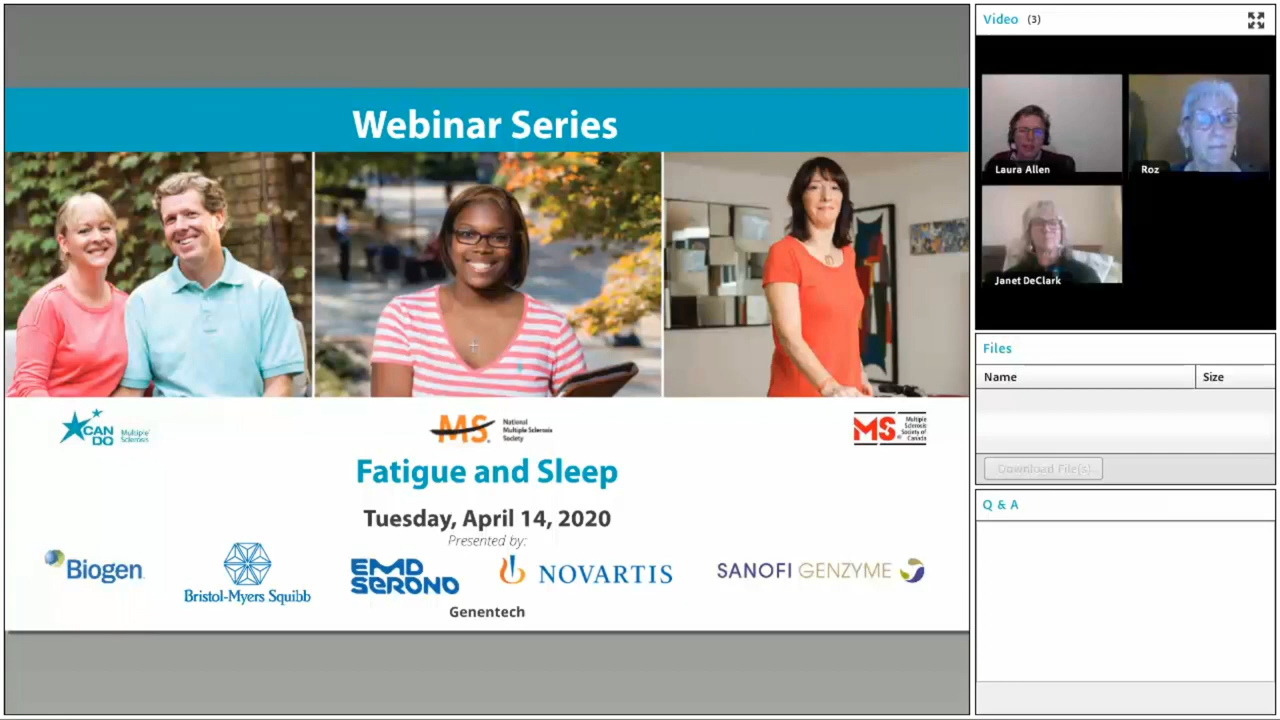 Webinar Series
CAN
DO
Multiple
Sclerosis
MS
National
Multiple Sclerosis
Society
MS
Multiple
Sclerosis
Society
of Canada
Fatigue and Sleep
Tuesday, April 14, 2020
Presented by:
Biogen
Bristol-Myers Squibb
EMD
SERONO
NOVARTIS
SANOFI GENZYME
Genentech
Video (3)
Laura Allen
Roz
Janet DeClark
Files
Name Size
Download File(s)
Q & A